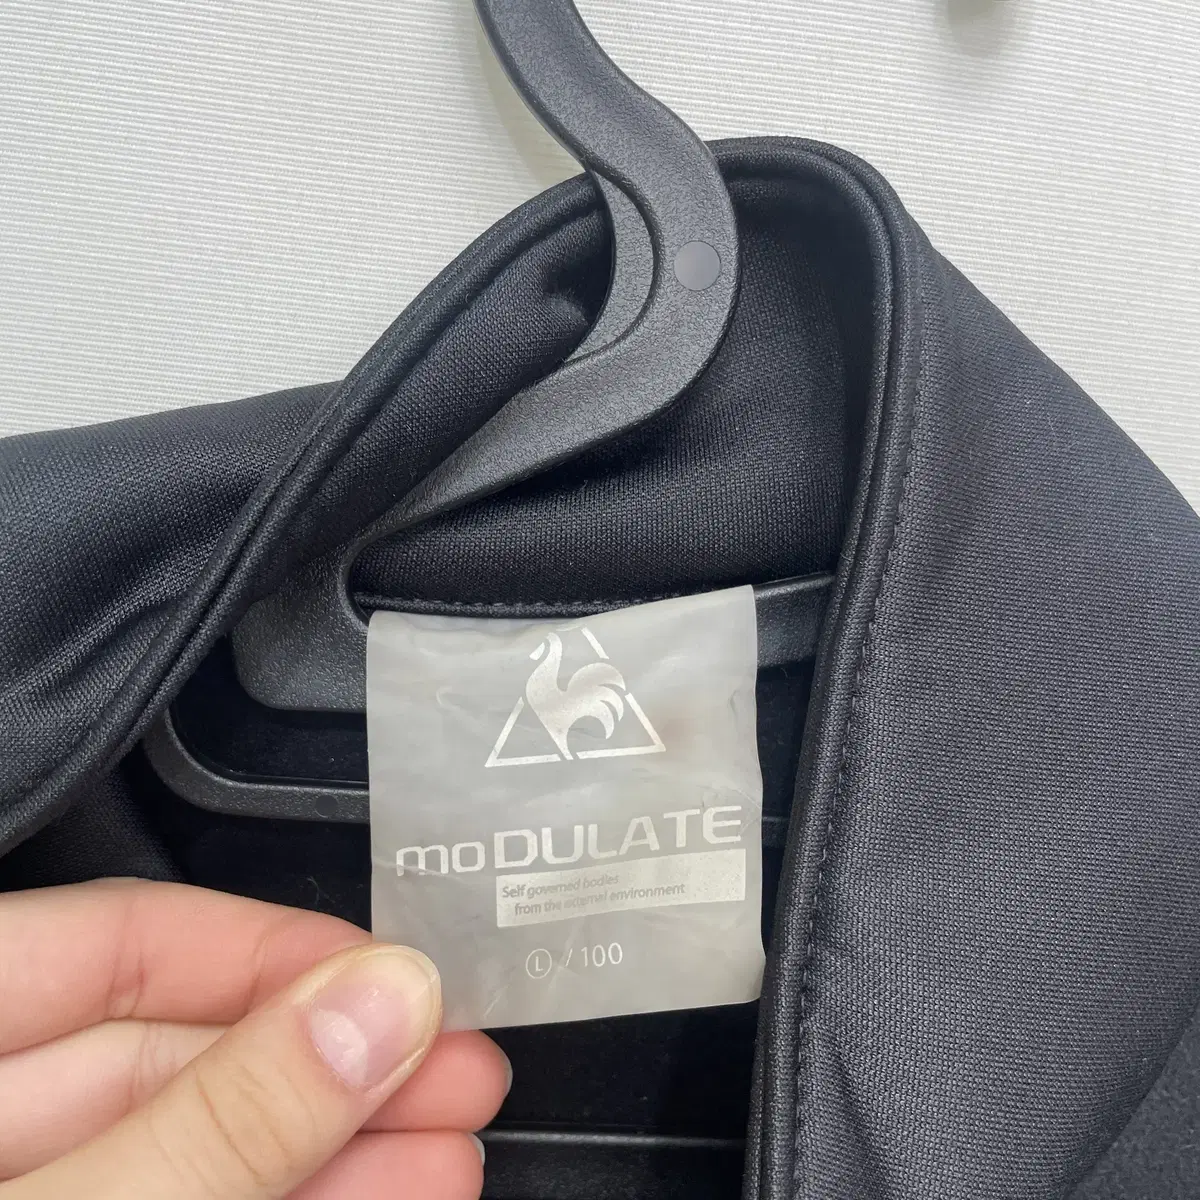 moDULATE
Self governed bodies
from the external environment
Ⓛ / 100